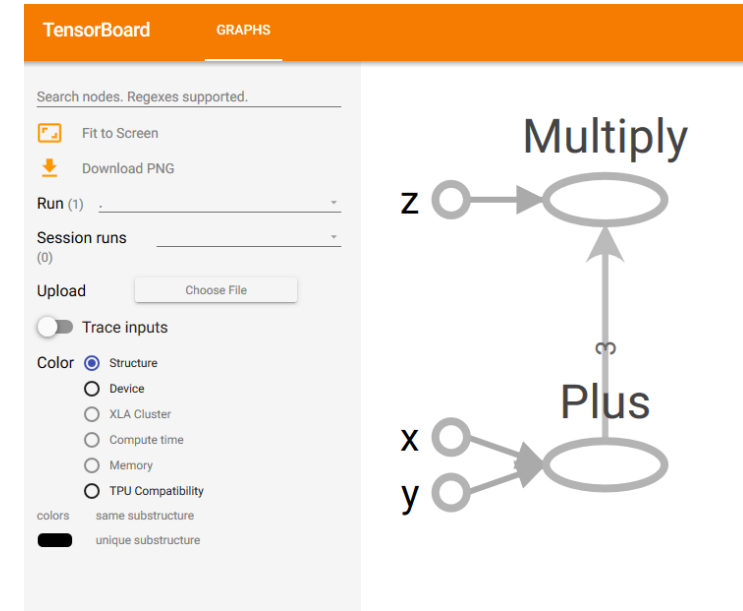 TensorBoard GRAPHS
Search nodes. Regexes supported.
Fit to Screen
Download PNG
Run (1) .
Session runs
(0)
Upload Choose File
Trace inputs
Color Structure
Device
XLA Cluster
Compute time
Memory
TPU Compatibility
colors same substructure
unique substructure
Multiply
z
3
Plus
x
y